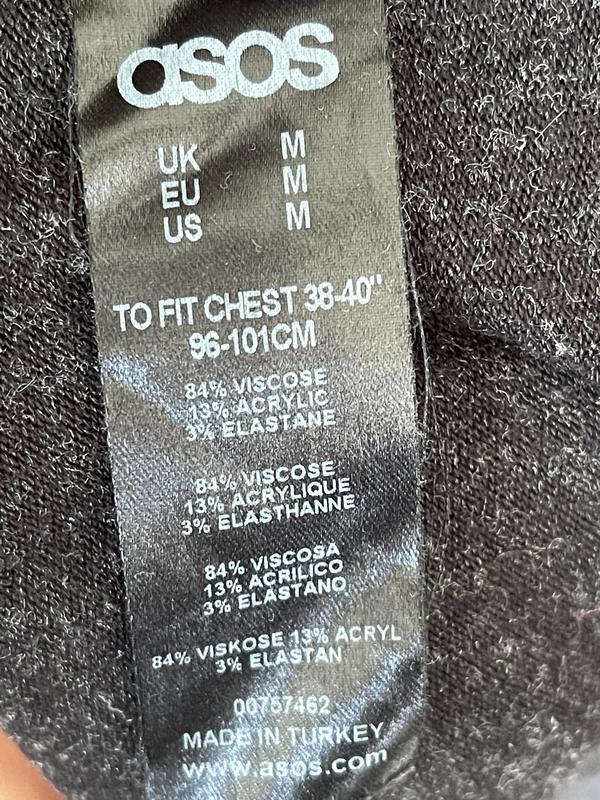 asos
UK M
EU M
US M
TO FIT CHEST 38-40"
96-101CM
84% VISCOSE
13% ACRYLIC
3% ELASTANE
84% VISCOSE
13% ACRYLIQUE
3% ELASTHANNE
84% VISCOSA
13% ACRILICO
3% ELASTANO
84% VISKOSE 13% ACRYL
3% ELASTAN
00757462
MADE IN TURKEY
www.asos.com